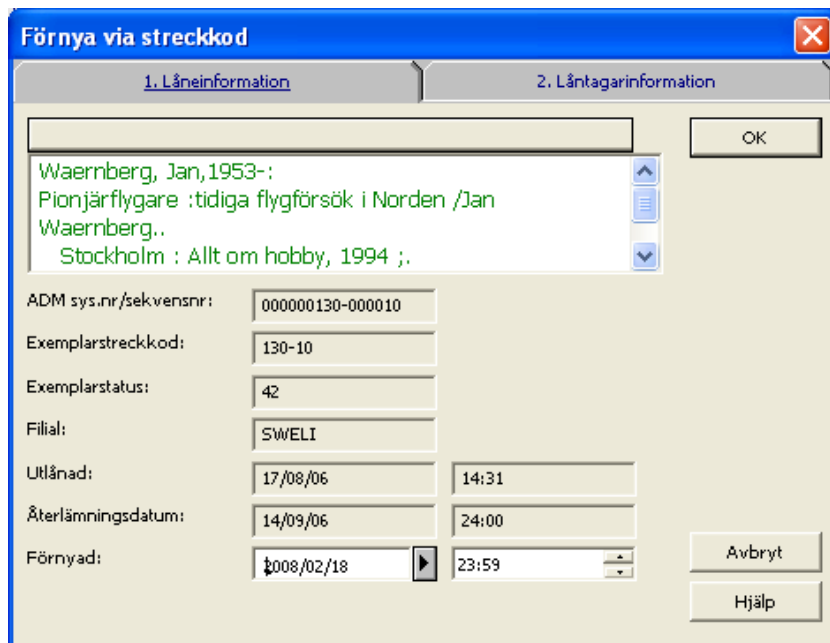 Förnya via streckkod
1. Låneinformation 2. Låntagarinformation
OK
Waernberg, Jan,1953-:
Pionjärflygare :tidiga flygförsök i Norden /Jan
Waernberg..
Stockholm : Allt om hobby, 1994 ;.
ADM sys.nr/sekvensnr: 000000130-000010
Exemplarstreckkod: 130-10
Exemplarstatus: 42
Filial: SWELI
Utlånad: 17/08/06 14:31
Återlämningsdatum: 14/09/06 24:00
Förnyad: 2008/02/18 23:59
Avbryt
Hjälp